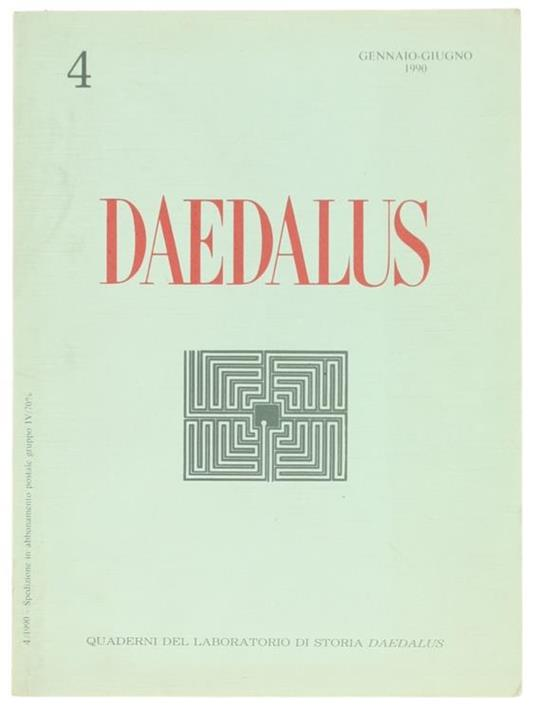 4
GENNAIO-GIUGNO
1990
DAEDALUS
4/1990 - Spedizione in abbonamento postale gruppo IV/70%
QUADERNI DEL LABORATORIO DI STORIA DAEDALUS